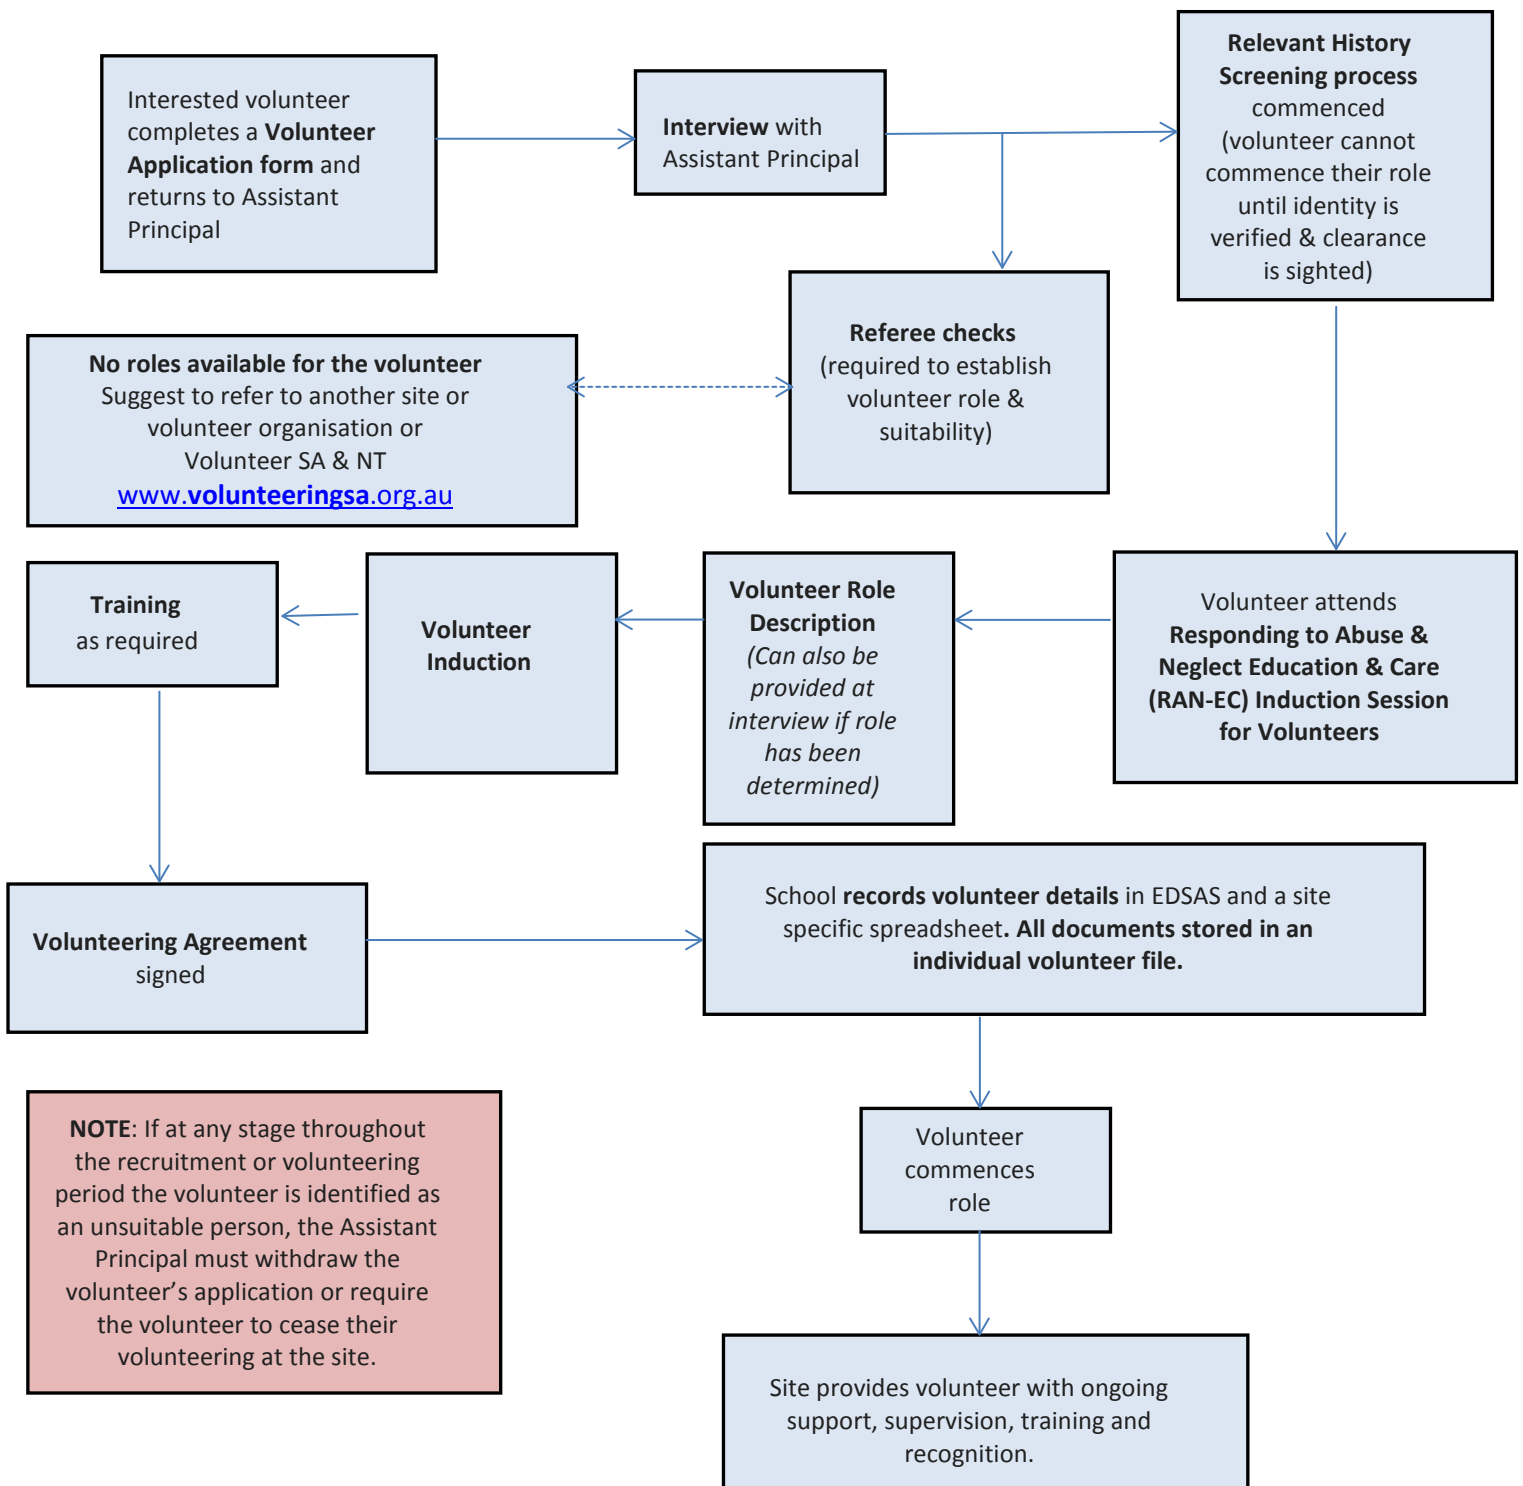 Interested volunteer
completes a Volunteer
Application form and
returns to Assistant
Principal
Interview with
Assistant Principal
Relevant History
Screening process
commenced
(volunteer cannot
commence their role
until identity is
verified & clearance
is sighted)
Referee checks
(required to establish
volunteer role &
suitability)
No roles available for the volunteer
Suggest to refer to another site or
volunteer organisation or
Volunteer SA & NT
www.volunteeringsa.org.au
Volunteer attends
Responding to Abuse &
Neglect Education & Care
(RAN-EC) Induction Session
for Volunteers
Volunteer Role
Description
(Can also be
provided at
interview if role
has been
determined)
Volunteer
Induction
Training
as required
Volunteering Agreement
signed
School records volunteer details in EDSAS and a site
specific spreadsheet. All documents stored in an
individual volunteer file.
Volunteer
commences
role
Site provides volunteer with ongoing
support, supervision, training and
recognition.
NOTE: If at any stage throughout
the recruitment or volunteering
period the volunteer is identified as
an unsuitable person, the Assistant
Principal must withdraw the
volunteer’s application or require
the volunteer to cease their
volunteering at the site.